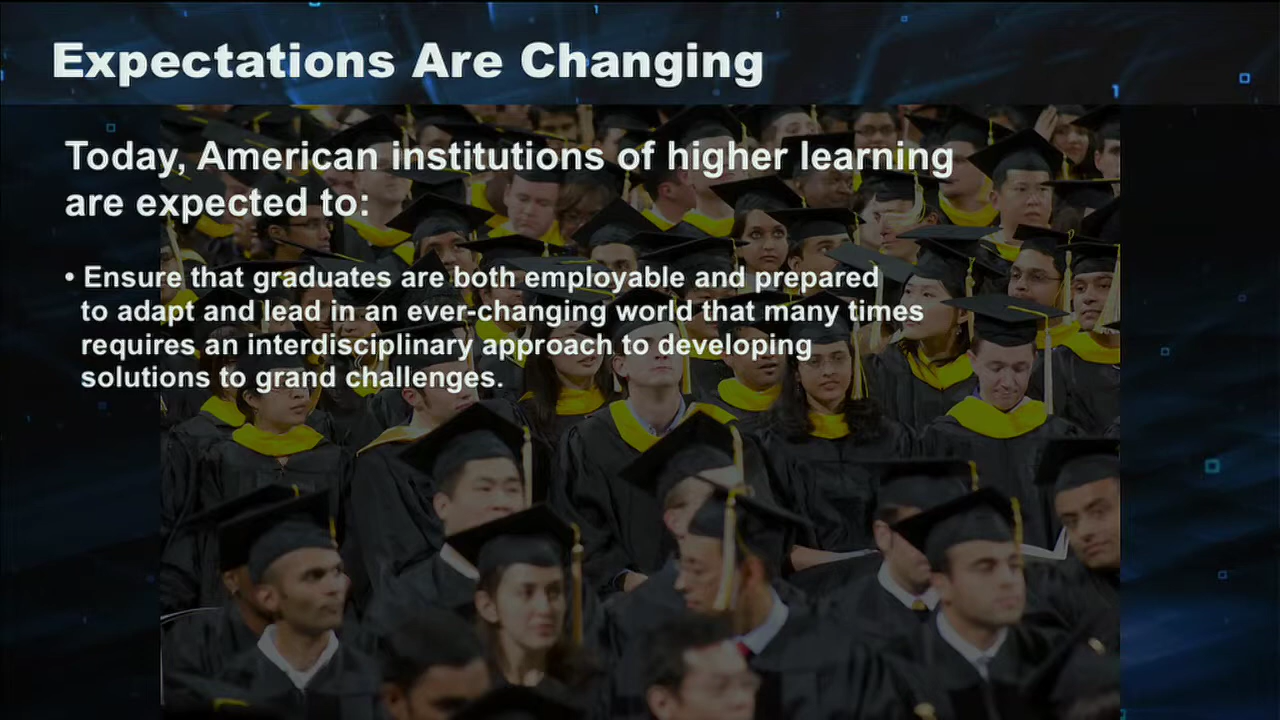 Expectations Are Changing
Today, American institutions of higher learning
are expected to:
• Ensure that graduates are both employable and prepared
to adapt and lead in an ever-changing world that many times
requires an interdisciplinary approach to developing
solutions to grand challenges.